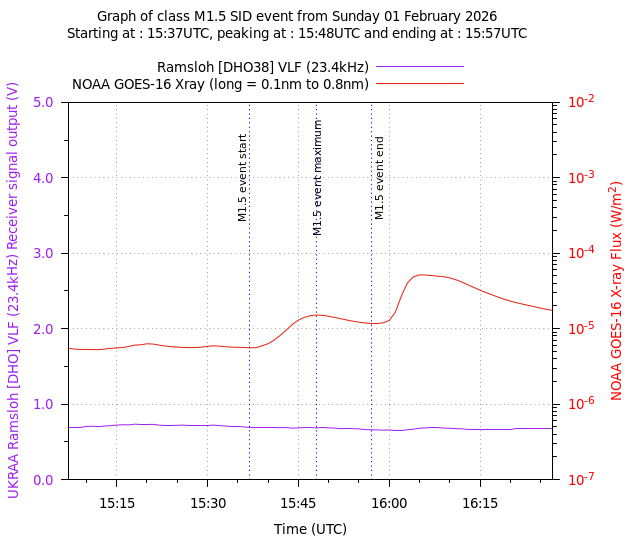 Graph of class M1.5 SID event from Sunday 01 February 2026
Starting at : 15:37UTC, peaking at : 15:48UTC and ending at : 15:57UTC
Ramsloh [DHO38] VLF (23.4kHz)
NOAA GOES-16 Xray (long = 0.1nm to 0.8nm)
UKRAA Ramsloh [DHO] VLF (23.4kHz) Receiver signal output (V)
5.0
4.0
3.0
2.0
1.0
0.0
M1.5 event start
M1.5 event maximum
M1.5 event end
10-2
10-3
10-4
10-5
10-6
10-7
NOAA GOES-16 X-ray Flux (W/m2)
15:15 15:30 15:45 16:00 16:15
Time (UTC)